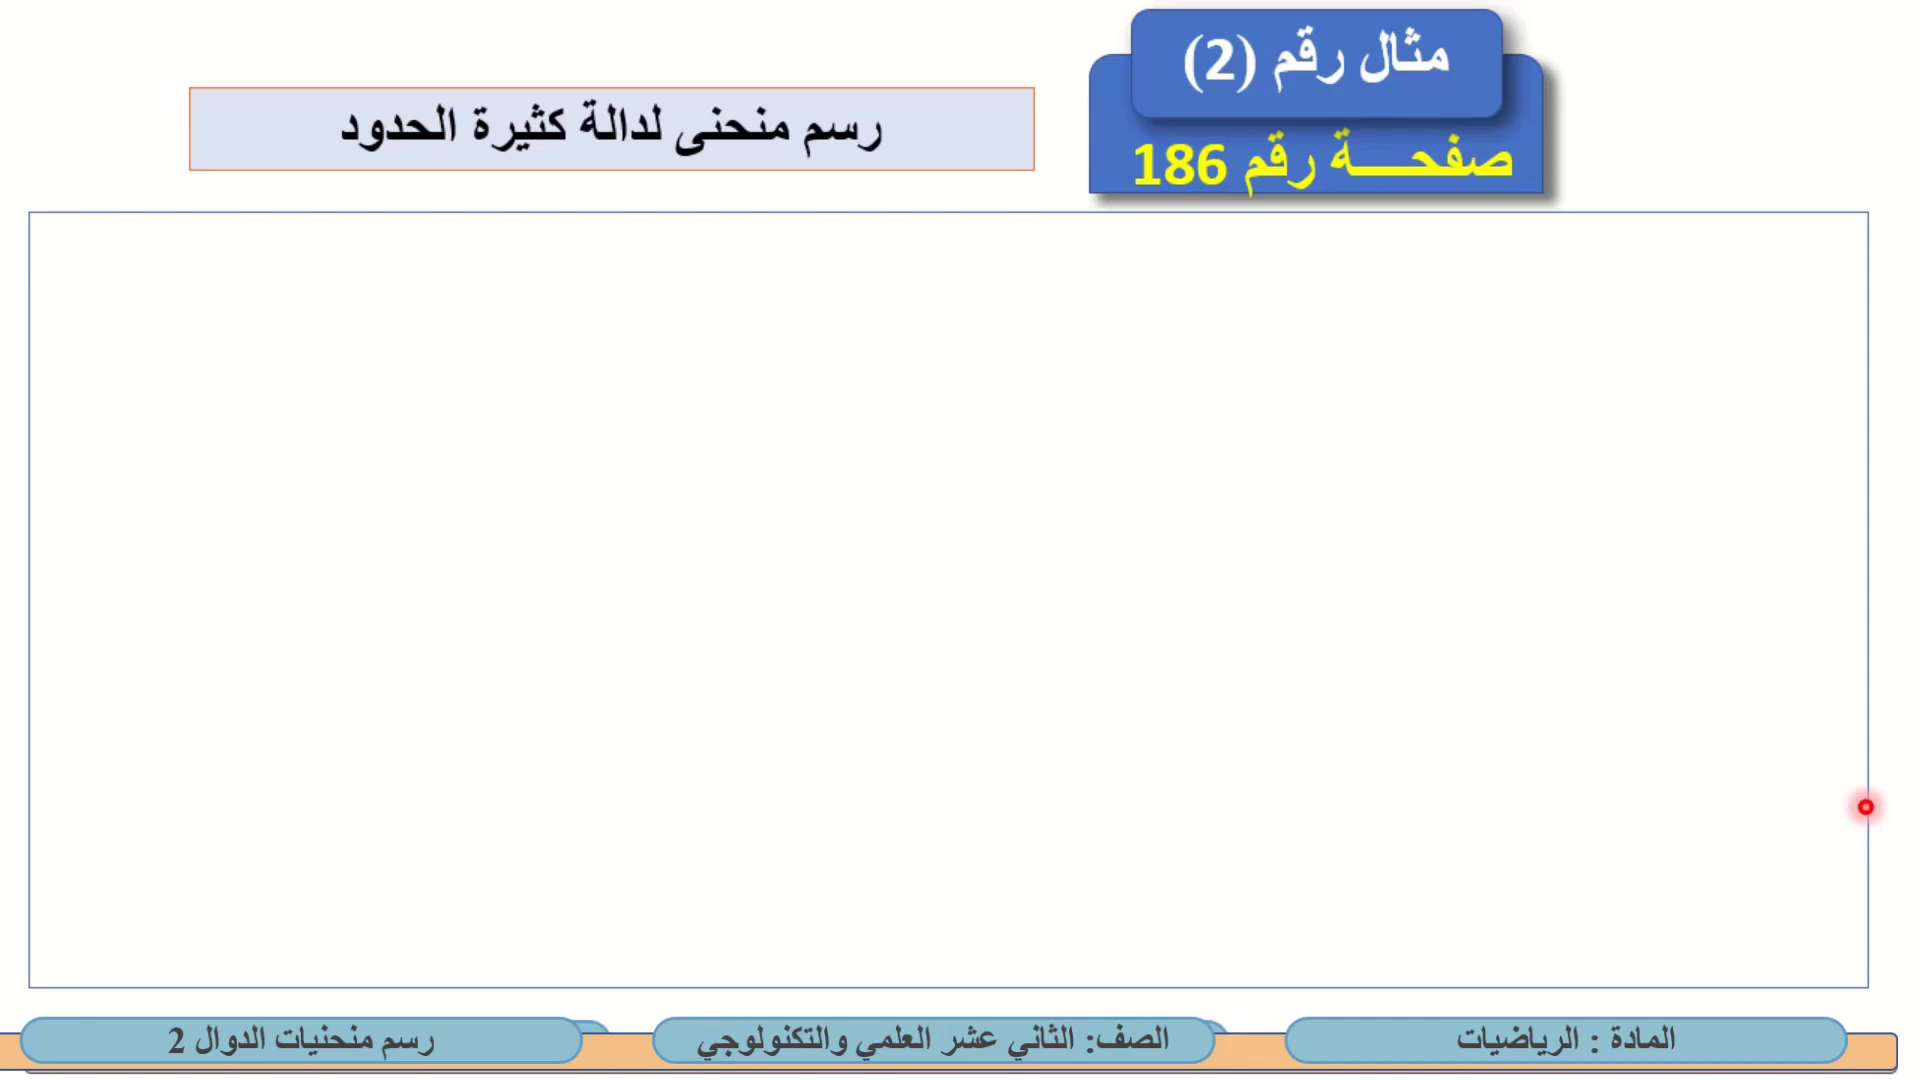 مثال رقم (2)
صفحـــــة رقم 186
رسم منحنى لدالة كثيرة الحدود
المادة : الرياضيات
الصف: الثاني عشر العلمي والتكنولوجي
رسم منحنيات الدوال 2